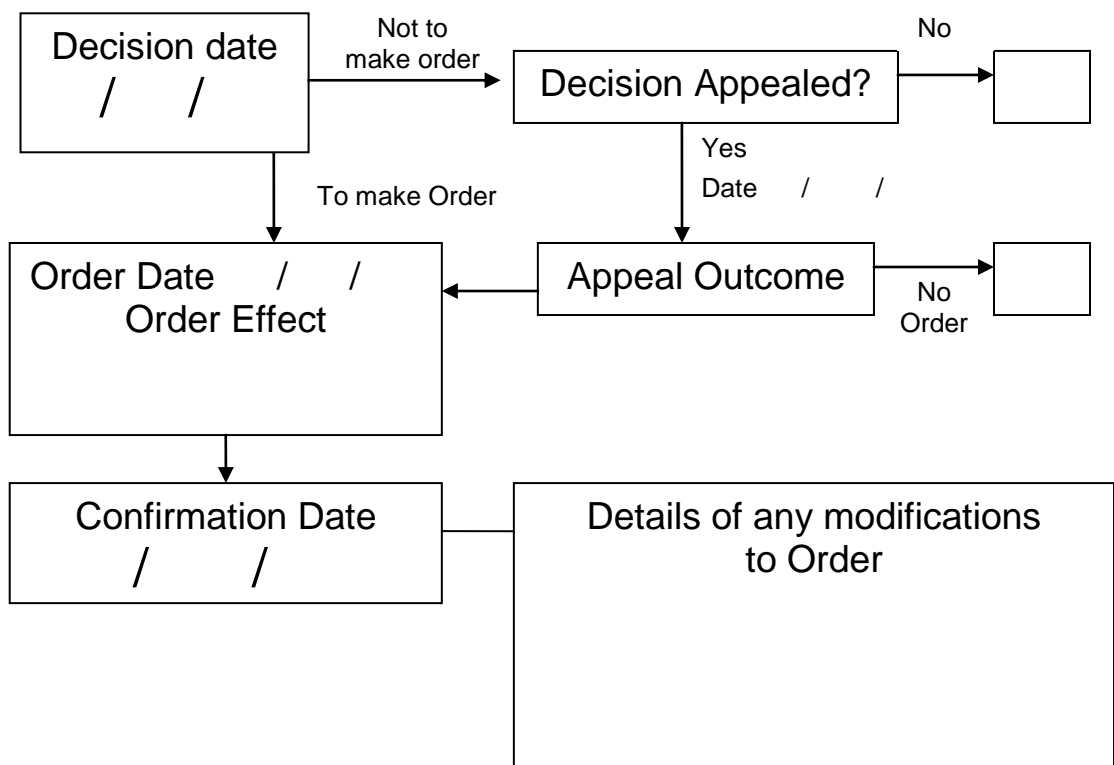 Decision date
/ /
Not to
make order
Decision Appealed?
No
Yes
Date / /
To make Order
Order Date / /
Order Effect
Appeal Outcome
No
Order
Confirmation Date
/ /
Details of any modifications
to Order